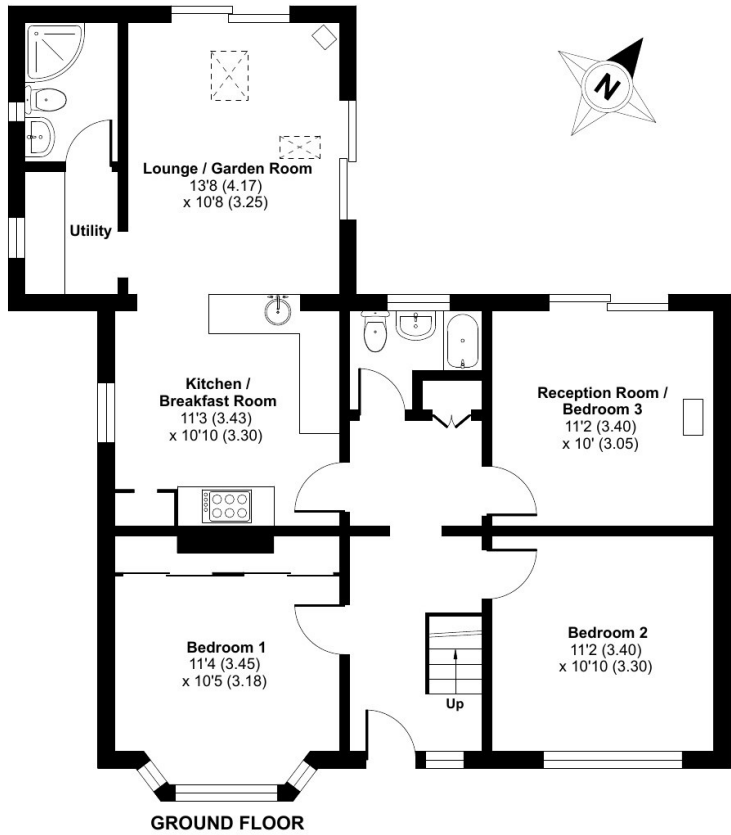 N
Lounge / Garden Room
13'8 (4.17)
x 10'8 (3.25)
Utility
Kitchen /
Breakfast Room
11'3 (3.43)
x 10'10 (3.30)
Reception Room /
Bedroom 3
11'2 (3.40)
x 10' (3.05)
Bedroom 1
11'4 (3.45)
x 10'5 (3.18)
Bedroom 2
11'2 (3.40)
x 10'10 (3.30)
Up
GROUND FLOOR